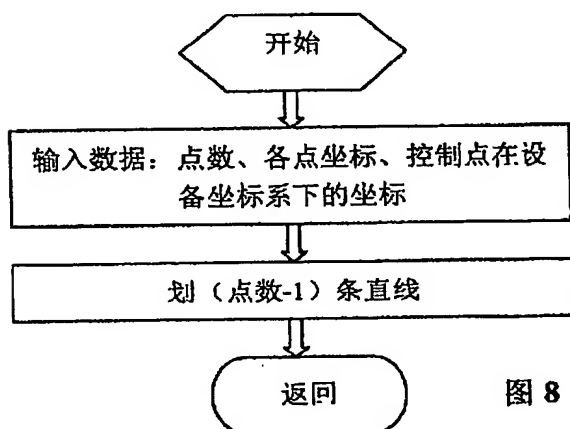 开始
输入数据：点数、各点坐标、控制点在设
备坐标系下的坐标
划（点数-1）条直线
返回
图 8